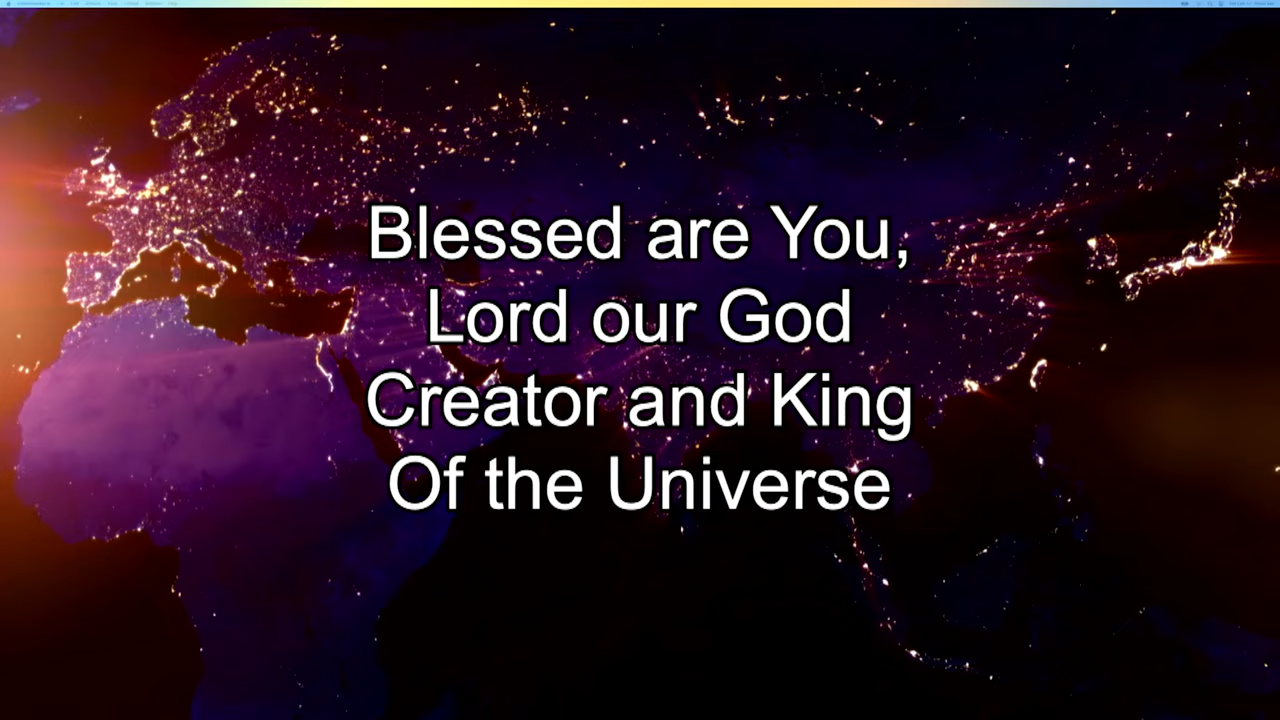 Blessed are You,
Lord our God
Creator and King
Of the Universe